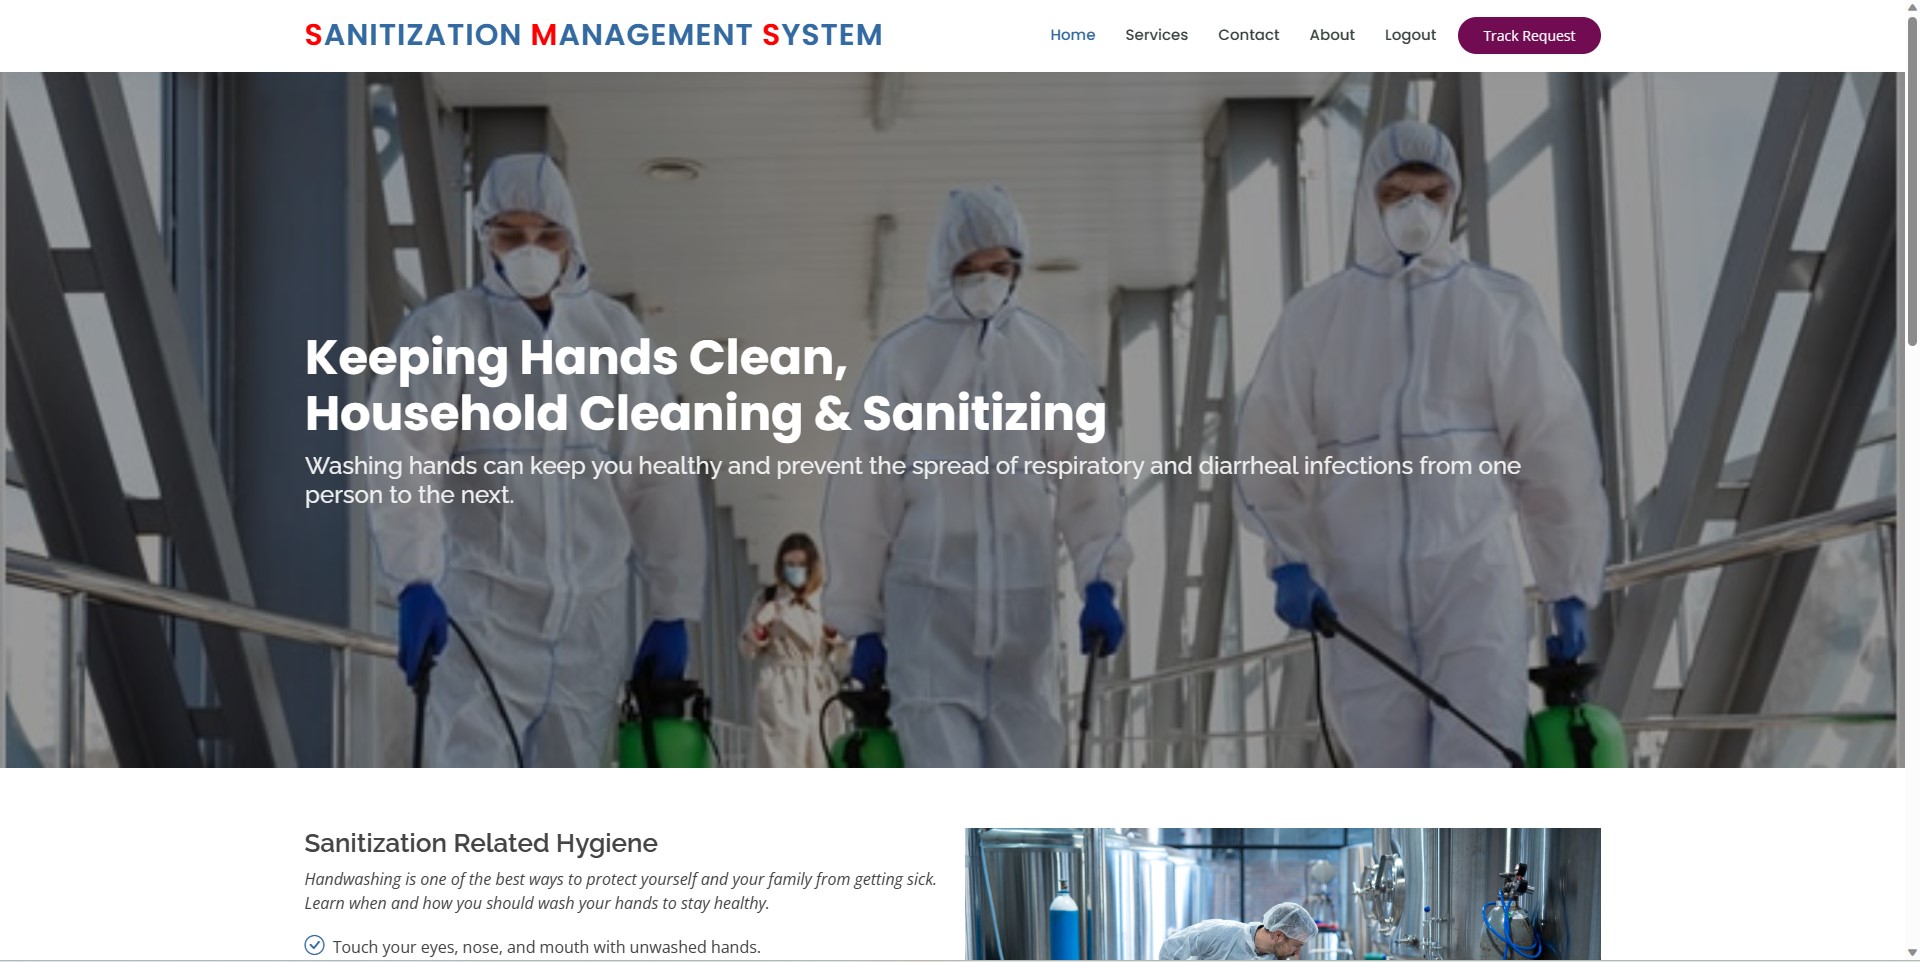 SANITIZATION MANAGEMENT SYSTEM
Home Services Contact About Logout Track Request
Keeping Hands Clean,
Household Cleaning & Sanitizing
Washing hands can keep you healthy and prevent the spread of respiratory and diarrheal infections from one
person to the next.
Sanitization Related Hygiene
Handwashing is one of the best ways to protect yourself and your family from getting sick.
Learn when and how you should wash your hands to stay healthy.
Touch your eyes, nose, and mouth with unwashed hands.